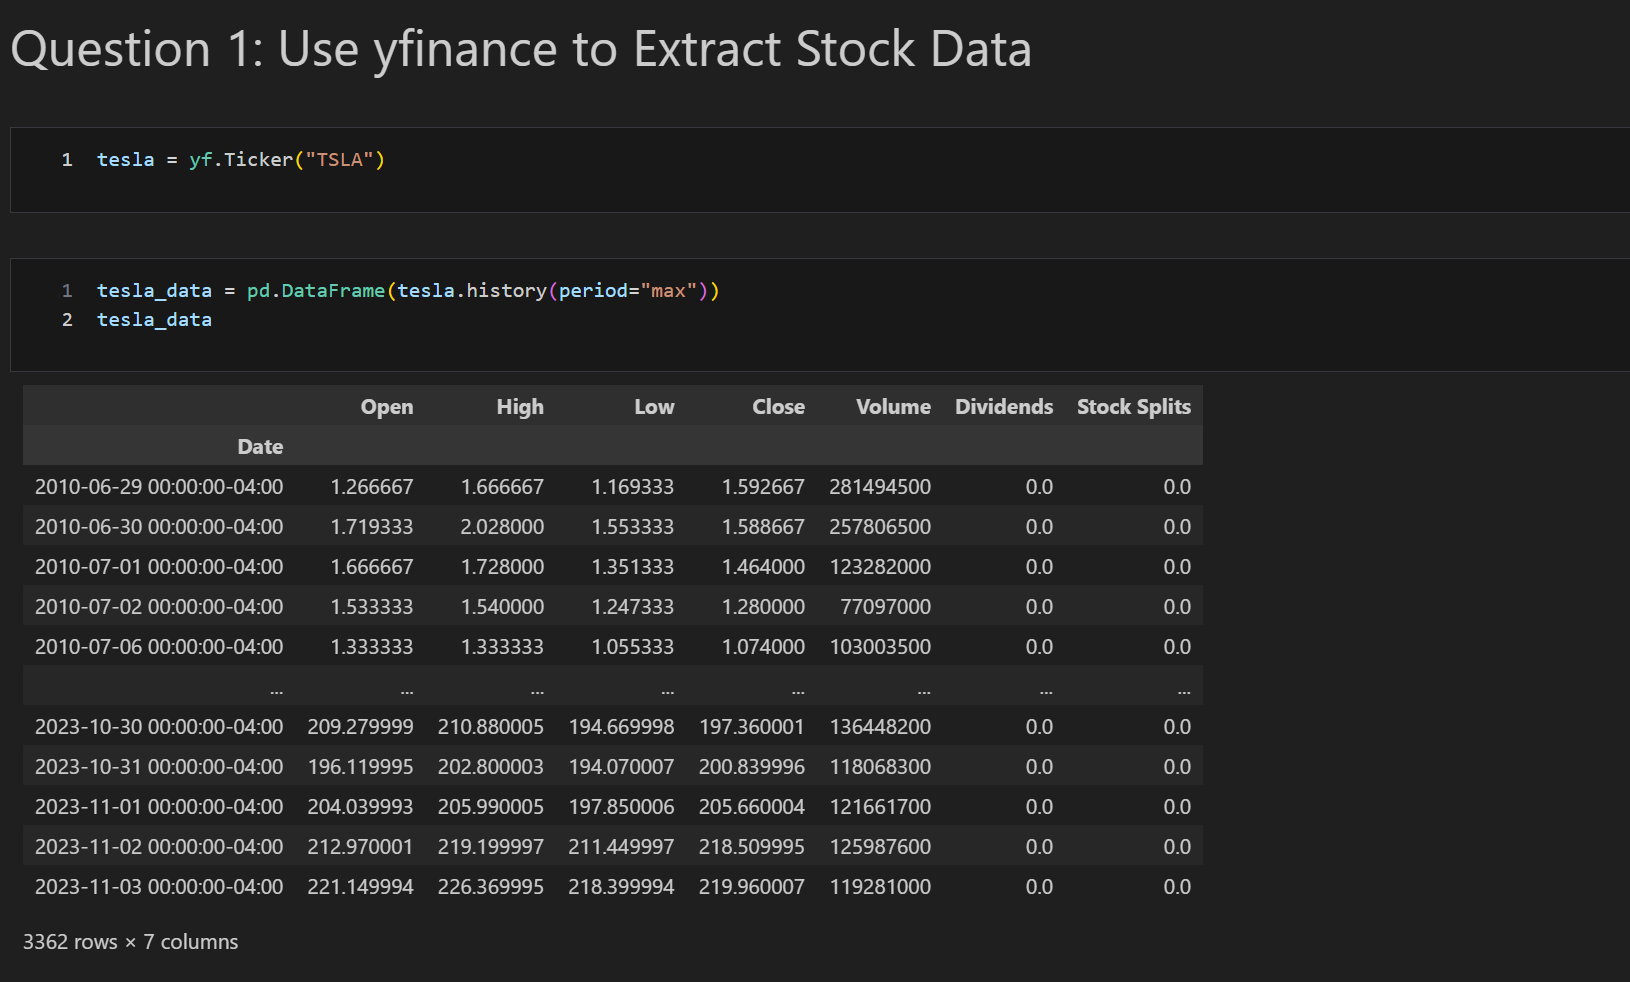 Question 1: Use yfinance to Extract Stock Data
1 tesla = yf.Ticker("TSLA")
1 tesla_data = pd.DataFrame(tesla.history(period="max"))
2 tesla_data
Open High Low Close Volume Dividends Stock Splits
Date
2010-06-29 00:00:00-04:00 1.266667 1.666667 1.169333 1.592667 281494500 0.0 0.0
2010-06-30 00:00:00-04:00 1.719333 2.028000 1.553333 1.588667 257806500 0.0 0.0
2010-07-01 00:00:00-04:00 1.666667 1.728000 1.351333 1.464000 123282000 0.0 0.0
2010-07-02 00:00:00-04:00 1.533333 1.540000 1.247333 1.280000 77097000 0.0 0.0
2010-07-06 00:00:00-04:00 1.333333 1.333333 1.055333 1.074000 103003500 0.0 0.0
... ... ... ... ... ... ... ...
2023-10-30 00:00:00-04:00 209.279999 210.880005 194.669998 197.360001 136448200 0.0 0.0
2023-10-31 00:00:00-04:00 196.119995 202.800003 194.070007 200.839996 118068300 0.0 0.0
2023-11-01 00:00:00-04:00 204.039993 205.990005 197.850006 205.660004 121661700 0.0 0.0
2023-11-02 00:00:00-04:00 212.970001 219.199997 211.449997 218.509995 125987600 0.0 0.0
2023-11-03 00:00:00-04:00 221.149994 226.369995 218.399994 219.960007 119281000 0.0 0.0
3362 rows × 7 columns